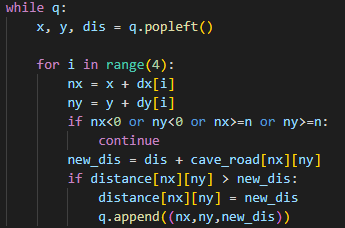 while q:
    x, y, dis = q.popleft()

    for i in range(4):
        nx = x + dx[i]
        ny = y + dy[i]
        if nx<0 or ny<0 or nx>=n or ny>=n:
            continue
        new_dis = dis + cave_road[nx][ny]
        if distance[nx][ny] > new_dis:
            distance[nx][ny] = new_dis
            q.append((nx,ny,new_dis))